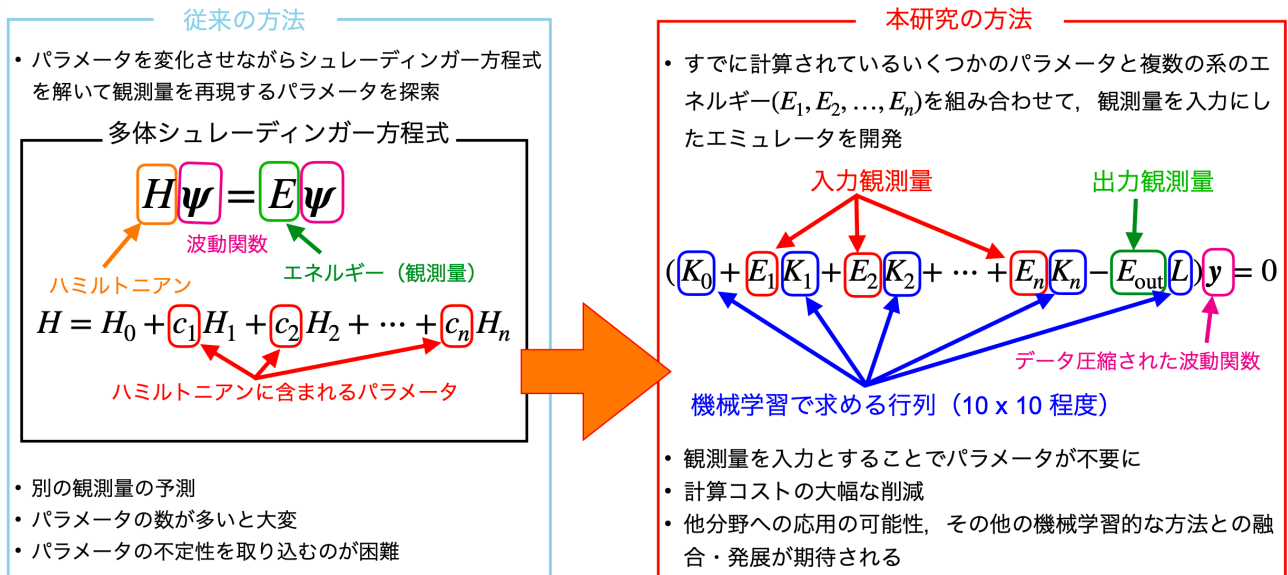 従来の方法
・パラメータを変化させながらシュレーディンガー方程式
を解いて観測量を再現するパラメータを探索
多体シュレーディンガー方程式
Hψ = Eψ
波動関数
エネルギー（観測量）
ハミルトニアン
H = H₀ + c₁H₁ + c₂H₂ + ⋯ + cₙHₙ
ハミルトニアンに含まれるパラメータ
・別の観測量の予測
・パラメータの数が多いと大変
・パラメータの不定性を取り込むのが困難
本研究の方法
・すでに計算されているいくつかのパラメータと複数の系のエ
ネルギー(E₁, E₂, …, Eₙ)を組み合わせて，観測量を入力にし
たエミュレータを開発
入力観測量
出力観測量
(K₀ + E₁K₁ + E₂K₂ + ⋯ + EₙKₙ − E_out L)y = 0
データ圧縮された波動関数
機械学習で求める行列（10 x 10 程度）
・観測量を入力とすることでパラメータが不要に
・計算コストの大幅な削減
・他分野への応用の可能性，その他の機械学習的な方法との融
合・発展が期待される